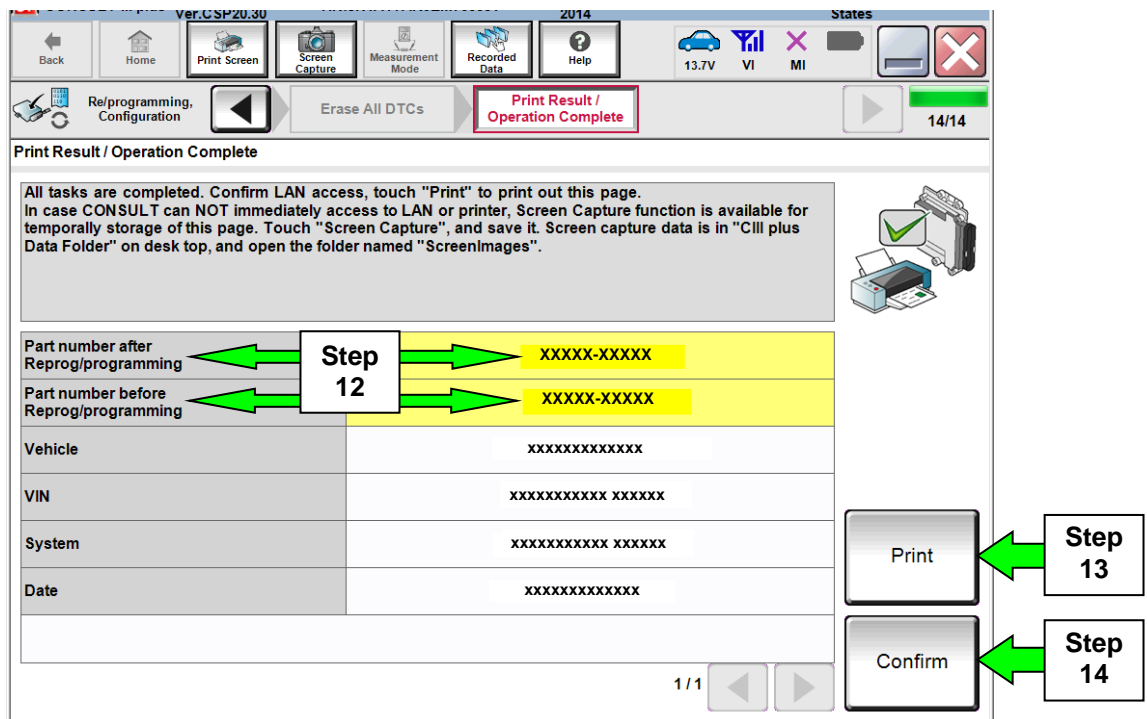 Ver.CSP20.30 2014 States
Back Home Print Screen Screen Capture Measurement Mode Recorded Data Help 13.7V VI MI
Re/programming, Configuration Erase All DTCs Print Result / Operation Complete 14/14
Print Result / Operation Complete
All tasks are completed. Confirm LAN access, touch "Print" to print out this page.
In case CONSULT can NOT immediately access to LAN or printer, Screen Capture function is available for
temporally storage of this page. Touch "Screen Capture", and save it. Screen capture data is in "CIII plus
Data Folder" on desk top, and open the folder named "ScreenImages".
Part number after
Reprog/programming
Step
12
XXXXX-XXXXX
Part number before
Reprog/programming
XXXXX-XXXXX
Vehicle
xxxxxxxxxxxxx
VIN
xxxxxxxxxxx xxxxxx
System
xxxxxxxxxxx xxxxxx
Date
xxxxxxxxxxxxx
Print
Step
13
Confirm
Step
14
1/1